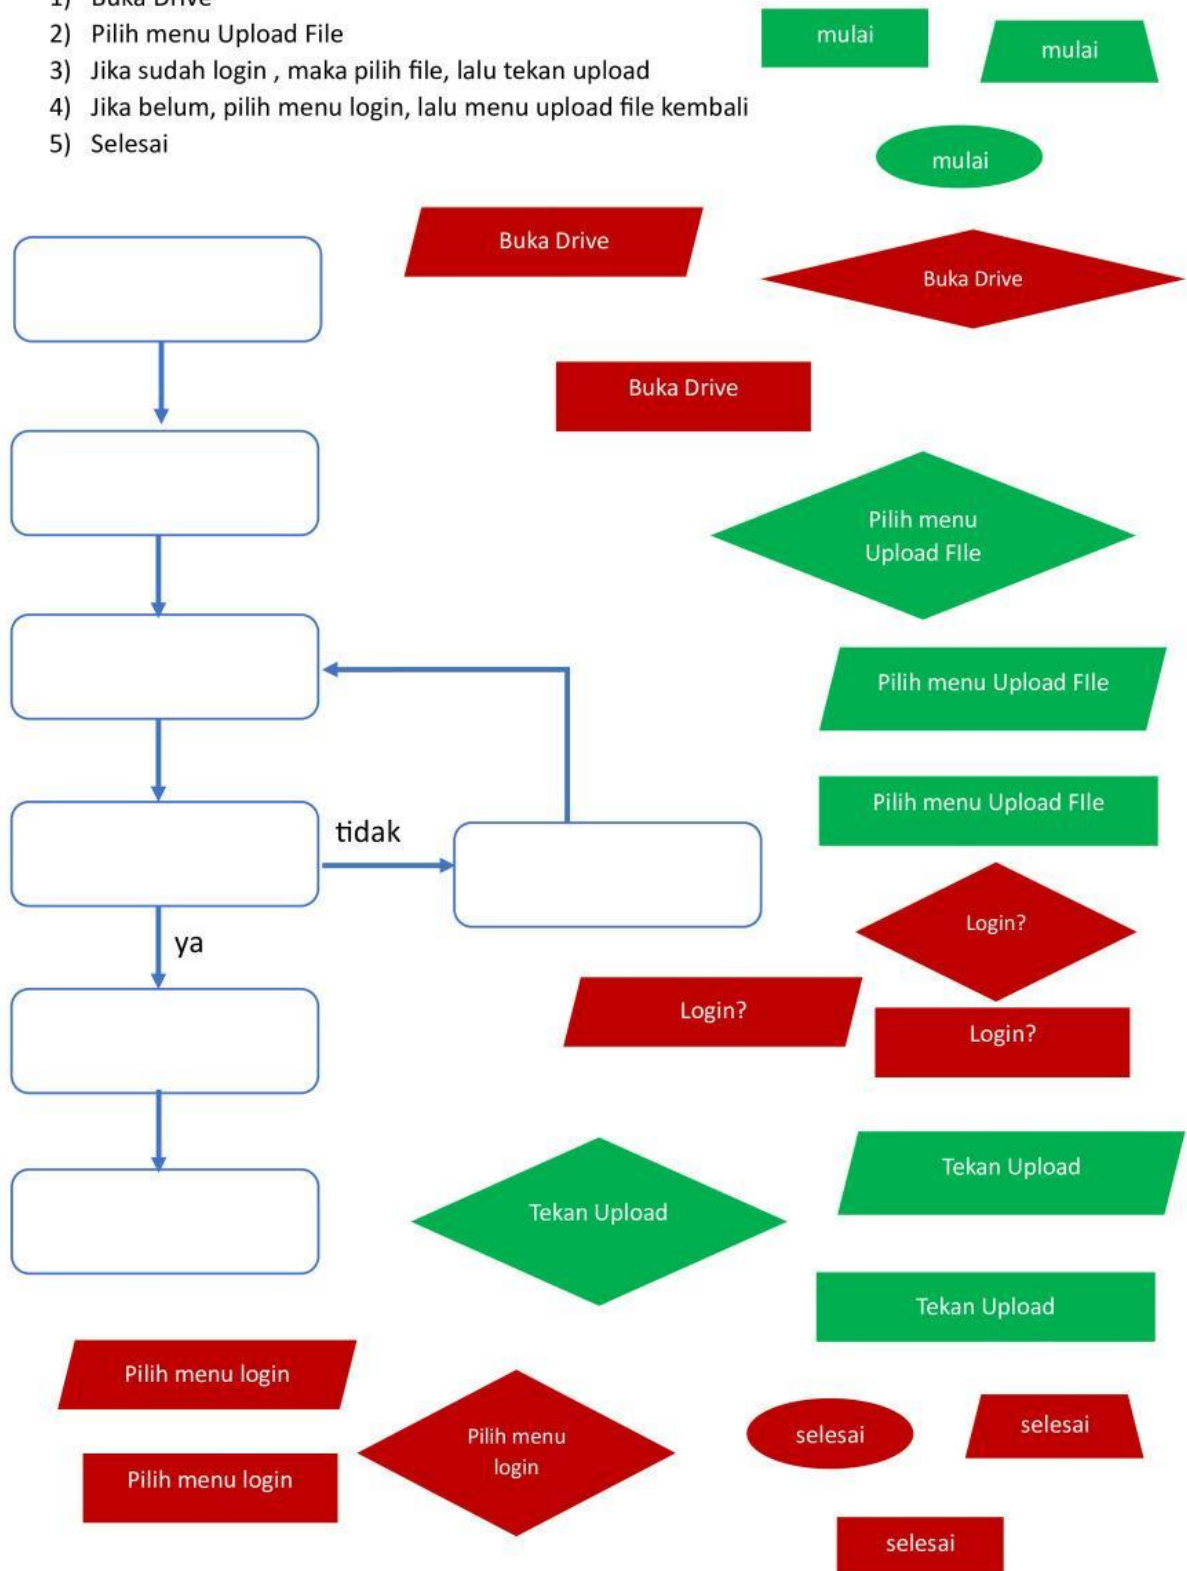 1) Buka Drive
2) Pilih menu Upload File
3) Jika sudah login , maka pilih file, lalu tekan upload
4) Jika belum, pilih menu login, lalu menu upload file kembali
5) Selesai
mulai
mulai
mulai
Buka Drive
Buka Drive
Buka Drive
Pilih menu
Upload FIle
Pilih menu Upload FIle
Pilih menu Upload FIle
tidak
ya
Login?
Login?
Login?
Tekan Upload
Tekan Upload
Tekan Upload
Pilih menu login
Pilih menu
login
Pilih menu login
selesai
selesai
selesai